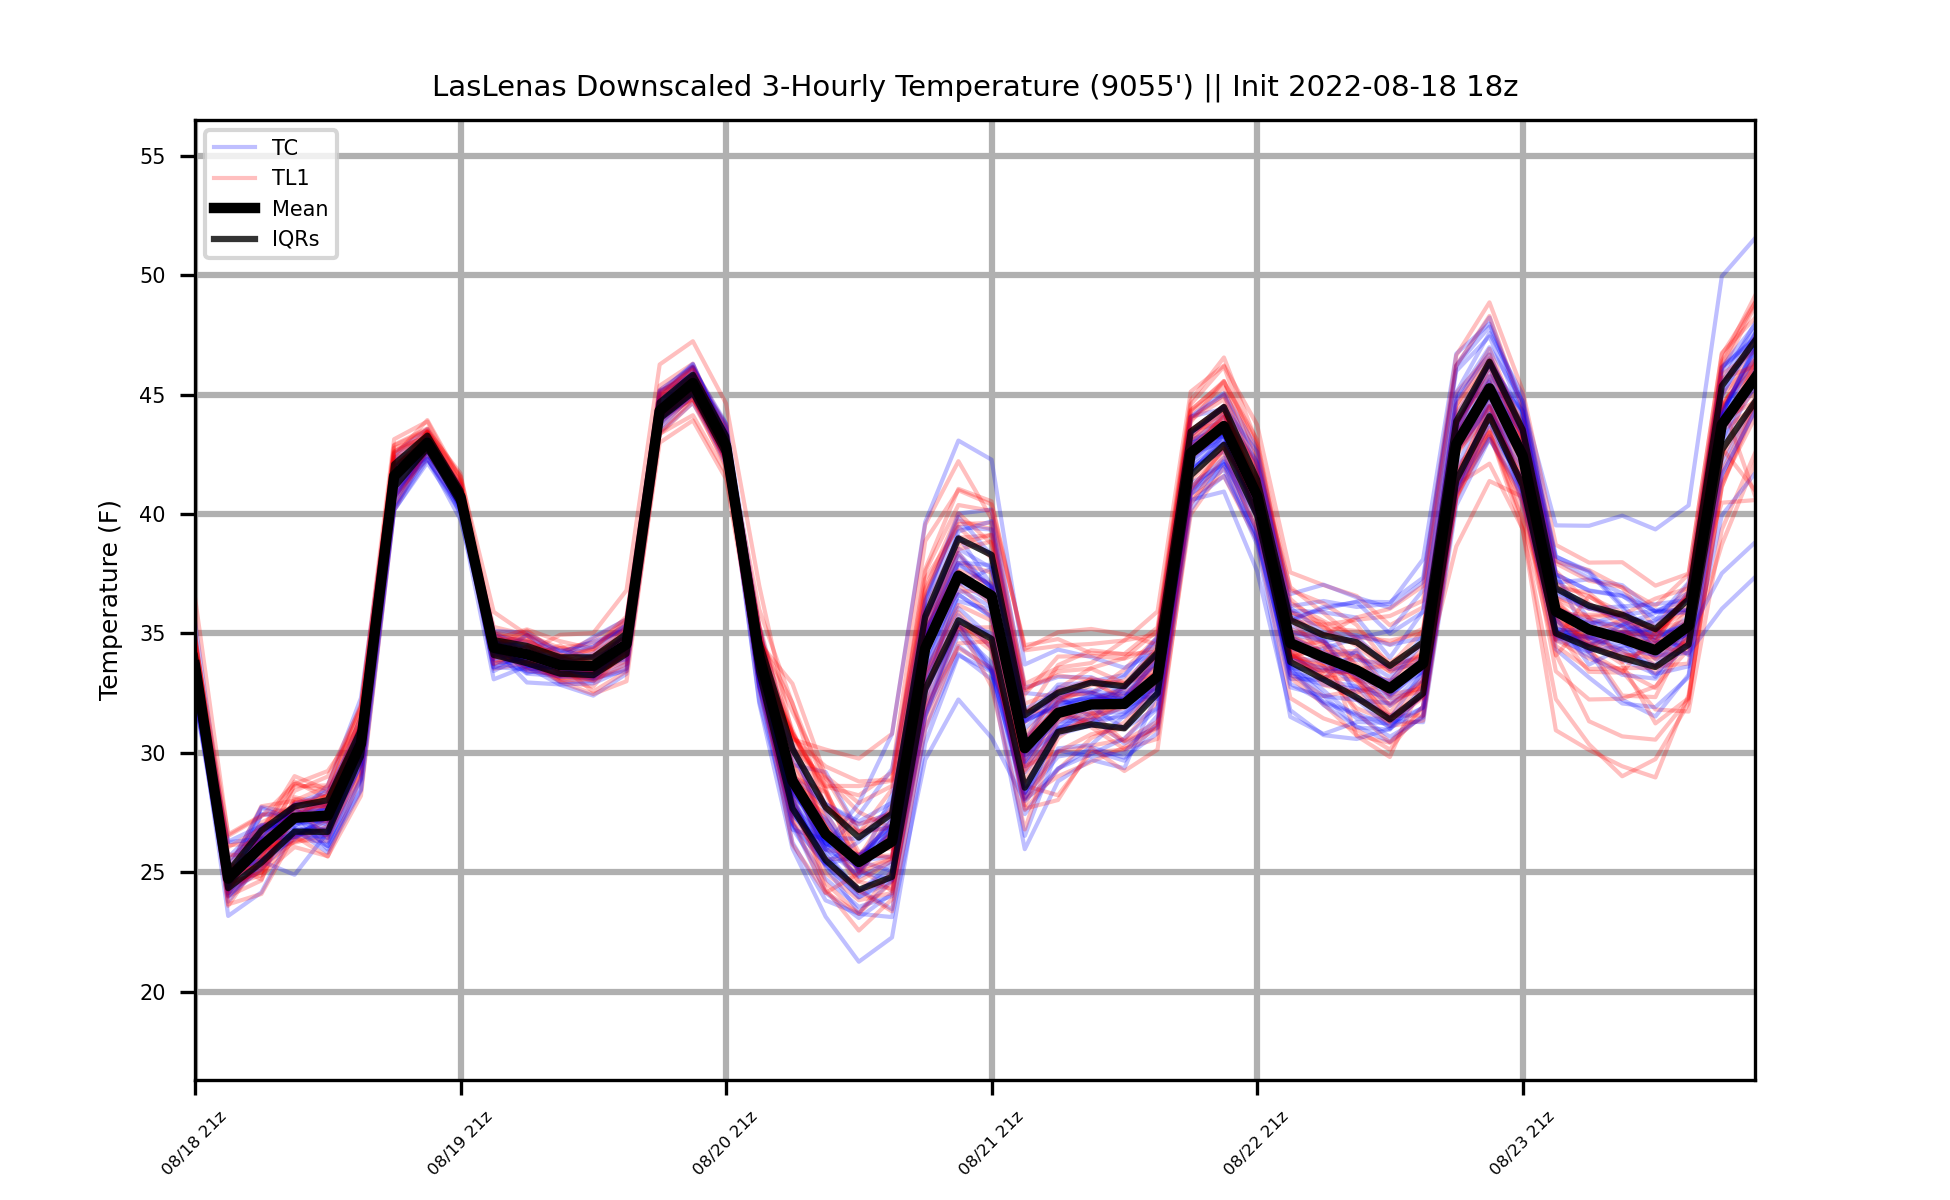 LasLenas Downscaled 3-Hourly Temperature (9055') || Init 2022-08-18 18z
TC
TL1
Mean
IQRs
Temperature (F)
55
50
45
40
35
30
25
20
08/18 21z
08/19 21z
08/20 21z
08/21 21z
08/22 21z
08/23 21z